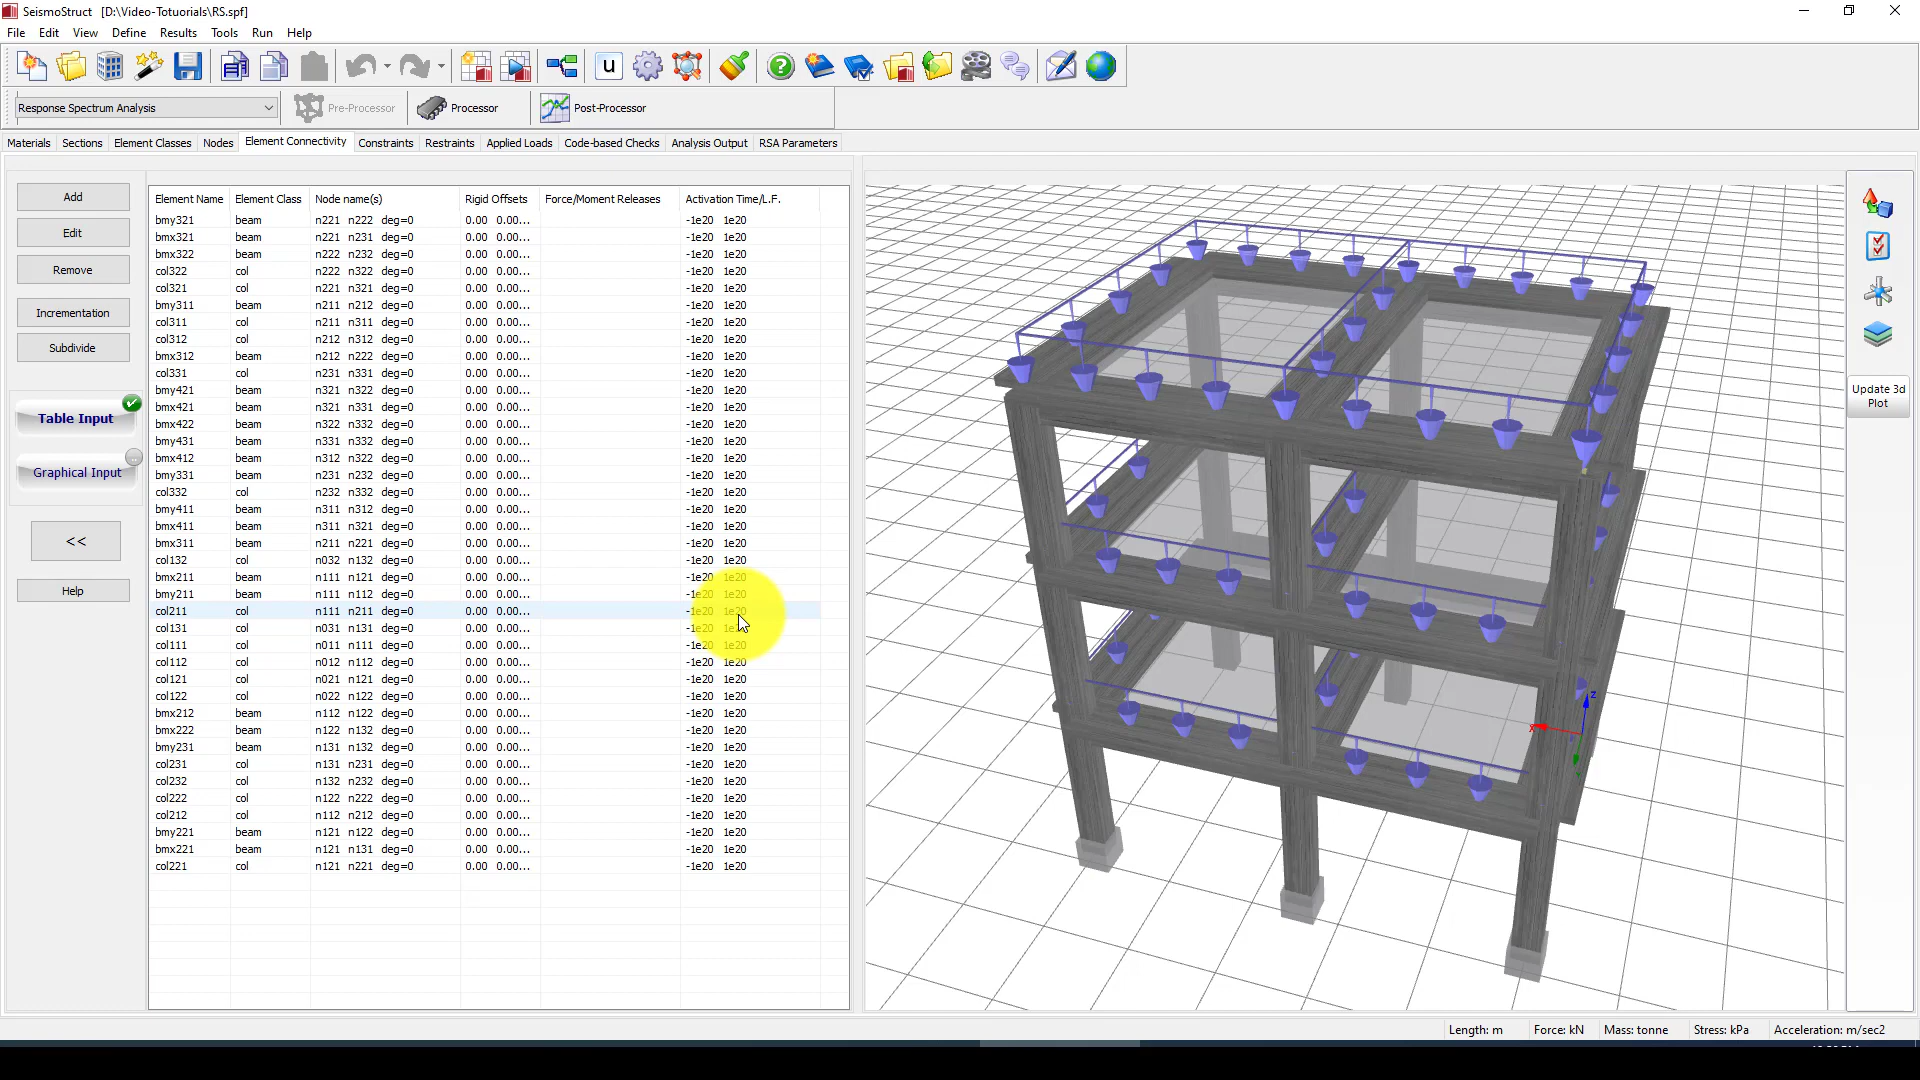 SeismoStruct [D:\Video-Totuorials\RS.spf]
File Edit View Define Results Tools Run Help
u
Response Spectrum Analysis Pre-Processor Processor Post-Processor
Materials Sections Element Classes Nodes Element Connectivity Constraints Restraints Applied Loads Code-based Checks Analysis Output RSA Parameters
Add
Edit
Remove
Incrementation
Subdivide
Table Input
Graphical Input
<<
Help
Element Name Element Class Node name(s) Rigid Offsets Force/Moment Releases Activation Time/L.F.
bmy321 beam n221 n222 deg=0 0.00 0.00... -1e20 1e20
bmx321 beam n221 n231 deg=0 0.00 0.00... -1e20 1e20
bmx322 beam n222 n232 deg=0 0.00 0.00... -1e20 1e20
col322 col n222 n322 deg=0 0.00 0.00... -1e20 1e20
col321 col n221 n321 deg=0 0.00 0.00... -1e20 1e20
bmy311 beam n211 n212 deg=0 0.00 0.00... -1e20 1e20
col311 col n211 n311 deg=0 0.00 0.00... -1e20 1e20
col312 col n212 n312 deg=0 0.00 0.00... -1e20 1e20
bmx312 beam n212 n222 deg=0 0.00 0.00... -1e20 1e20
col331 col n231 n331 deg=0 0.00 0.00... -1e20 1e20
bmy421 beam n321 n322 deg=0 0.00 0.00... -1e20 1e20
bmx421 beam n321 n331 deg=0 0.00 0.00... -1e20 1e20
bmx422 beam n322 n332 deg=0 0.00 0.00... -1e20 1e20
bmy431 beam n331 n332 deg=0 0.00 0.00... -1e20 1e20
bmx412 beam n312 n322 deg=0 0.00 0.00... -1e20 1e20
bmy331 beam n231 n232 deg=0 0.00 0.00... -1e20 1e20
col332 col n232 n332 deg=0 0.00 0.00... -1e20 1e20
bmy411 beam n311 n312 deg=0 0.00 0.00... -1e20 1e20
bmx411 beam n311 n321 deg=0 0.00 0.00... -1e20 1e20
bmx311 beam n211 n221 deg=0 0.00 0.00... -1e20 1e20
col132 col n032 n132 deg=0 0.00 0.00... -1e20 1e20
bmx211 beam n111 n121 deg=0 0.00 0.00... -1e20 1e20
bmy211 beam n111 n112 deg=0 0.00 0.00... -1e20 1e20
col211 col n111 n211 deg=0 0.00 0.00... -1e20 1e20
col131 col n031 n131 deg=0 0.00 0.00... -1e20
col111 col n011 n111 deg=0 0.00 0.00... -1e20 1e20
col112 col n012 n112 deg=0 0.00 0.00... -1e20 1e20
col121 col n021 n121 deg=0 0.00 0.00... -1e20 1e20
col122 col n022 n122 deg=0 0.00 0.00... -1e20 1e20
bmx212 beam n112 n122 deg=0 0.00 0.00... -1e20 1e20
bmx222 beam n122 n132 deg=0 0.00 0.00... -1e20 1e20
bmy231 beam n131 n132 deg=0 0.00 0.00... -1e20 1e20
col231 col n131 n231 deg=0 0.00 0.00... -1e20 1e20
col232 col n132 n232 deg=0 0.00 0.00... -1e20 1e20
col222 col n122 n222 deg=0 0.00 0.00... -1e20 1e20
col212 col n112 n212 deg=0 0.00 0.00... -1e20 1e20
bmy221 beam n121 n122 deg=0 0.00 0.00... -1e20 1e20
bmx221 beam n121 n131 deg=0 0.00 0.00... -1e20 1e20
col221 col n121 n221 deg=0 0.00 0.00... -1e20 1e20
z
x
Update 3d
Plot
Length: m Force: kN Mass: tonne Stress: kPa Acceleration: m/sec2